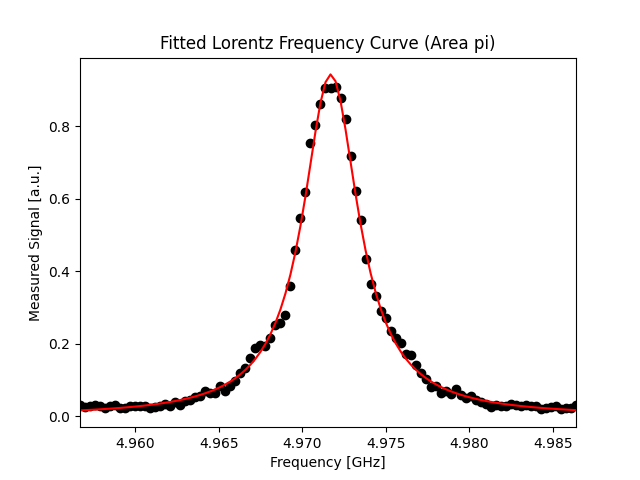 Fitted Lorentz Frequency Curve (Area pi)
Measured Signal [a.u.]
0.8
0.6
0.4
0.2
0.0
4.960 4.965 4.970 4.975 4.980 4.985
Frequency [GHz]